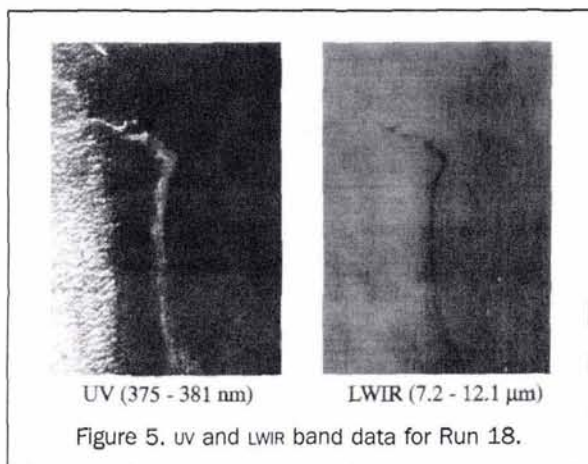 UV (375 - 381 nm)
LWIR (7.2 - 12.1 µm)
Figure 5. UV and LWIR band data for Run 18.